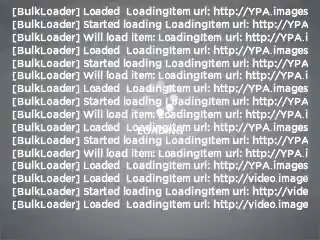 [BulkLoader] Loaded LoadingItem url: http://YPA.images
[BulkLoader] Started loading LoadingItem url: http://YPA
[BulkLoader] Will load item: LoadingItem url: http://YPA.i
[BulkLoader] Loaded LoadingItem url: http://YPA.images
[BulkLoader] Started loading LoadingItem url: http://YPA
[BulkLoader] Will load item: LoadingItem url: http://YPA.i
[BulkLoader] Loaded LoadingItem url: http://YPA.images
[BulkLoader] Started loading LoadingItem url: http://YPA
[BulkLoader] Will load item: LoadingItem url: http://YPA.i
[BulkLoader] Loaded LoadingItem url: http://YPA.images
LOADING
[BulkLoader] Started loading LoadingItem url: http://YPA
[BulkLoader] Will load item: LoadingItem url: http://YPA.i
[BulkLoader] Loaded LoadingItem url: http://video.image
[BulkLoader] Started loading LoadingItem url: http://vide
[BulkLoader] Loaded LoadingItem url: http://video.image